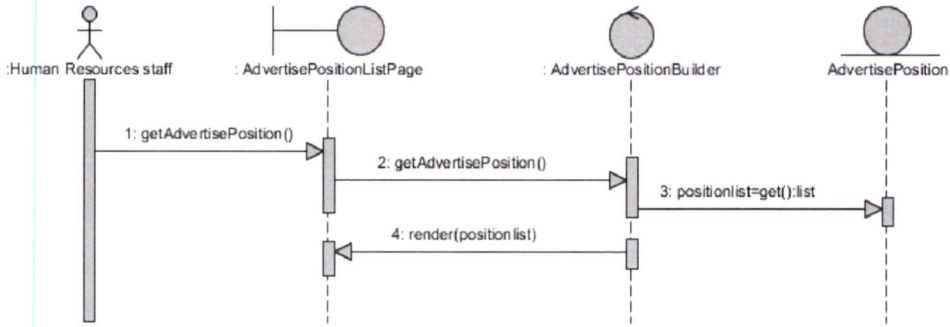 :Human Resources staff
: AdvertisePositionListPage
: AdvertisePositionBuilder
AdvertisePosition
1: getAdvertisePosition()
2: getAdvertisePosition()
3: positionlist=get():list
4: render(positionlist)